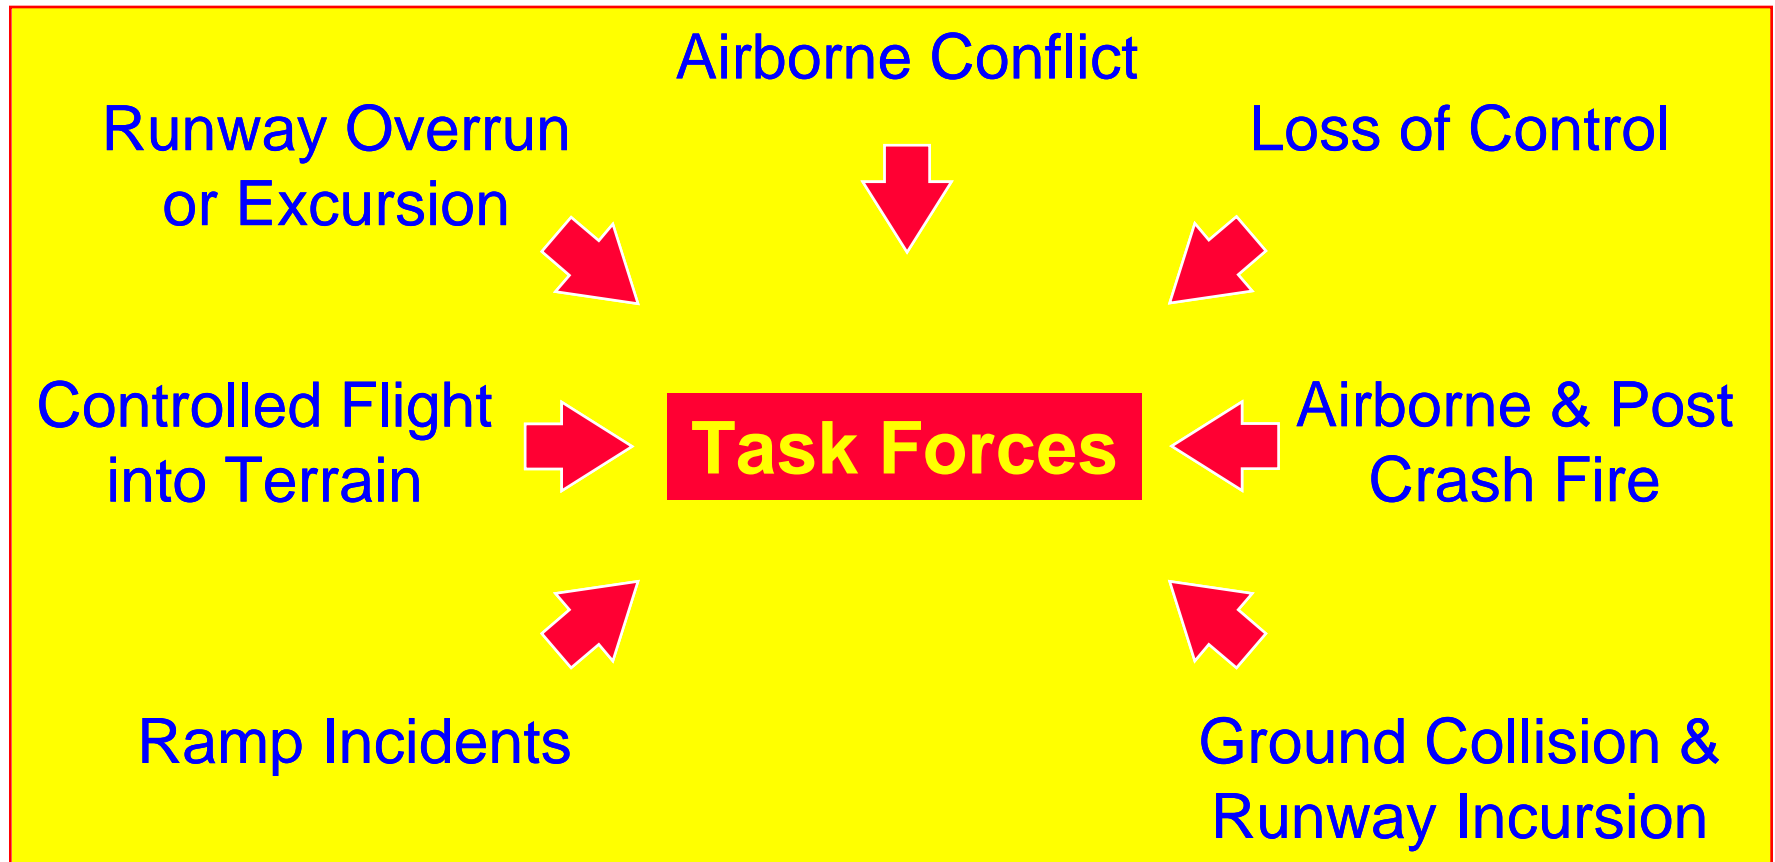 Airborne Conflict
Runway Overrun
or Excursion
Loss of Control
Controlled Flight
into Terrain
Task Forces
Airborne & Post
Crash Fire
Ramp Incidents
Ground Collision &
Runway Incursion